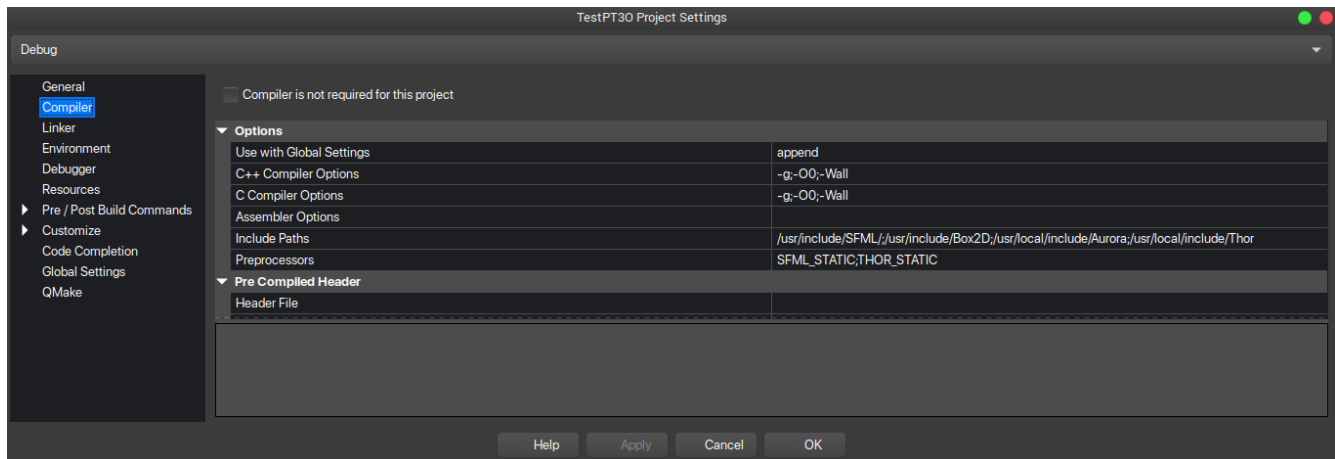 TestPT3O Project Settings
Debug
General
Compiler
Linker
Environment
Debugger
Resources
Pre / Post Build Commands
Customize
Code Completion
Global Settings
QMake
Compiler is not required for this project
Options
Use with Global Settings append
C++ Compiler Options -g;-O0;-Wall
C Compiler Options -g;-O0;-Wall
Assembler Options
Include Paths /usr/include/SFML/;/usr/include/Box2D;/usr/local/include/Aurora;/usr/local/include/Thor
Preprocessors SFML_STATIC;THOR_STATIC
Pre Compiled Header
Header File
Help Apply Cancel OK